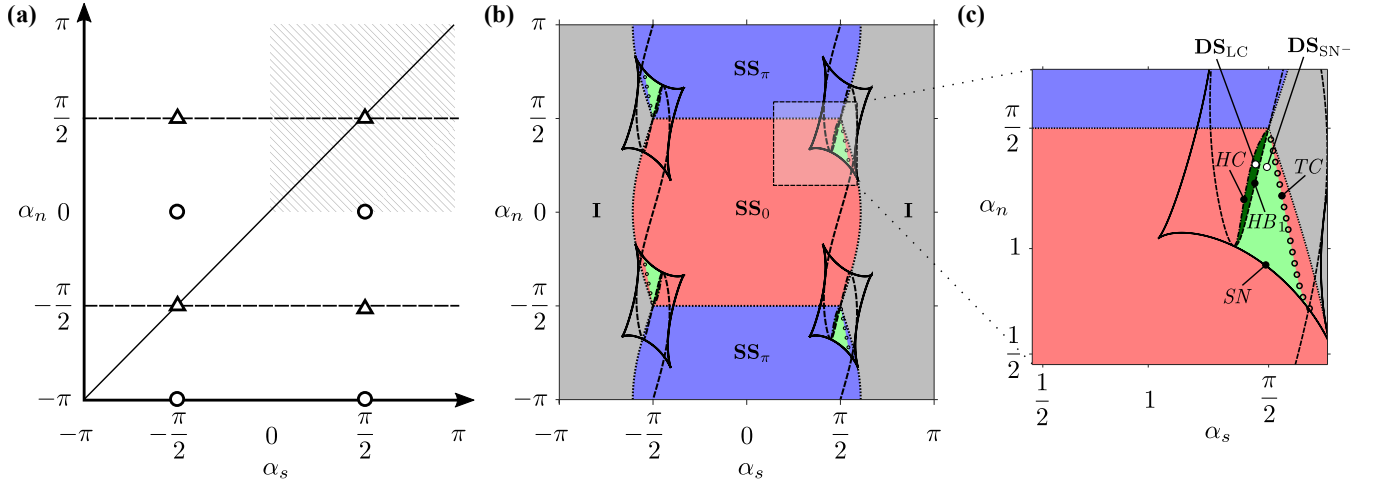 (a)
π
π/2
α_n 0
−π/2
−π
−π −π/2 0 π/2 π
α_s
(b)
π
π/2
α_n 0
−π/2
−π
SS_π
I SS_0 I
SS_π
−π −π/2 0 π/2 π
α_s
(c)
DS_LC DS_SN⁻
π/2
HC TC
α_n
HB_1
1
SN
1/2
1/2 1 π/2
α_s